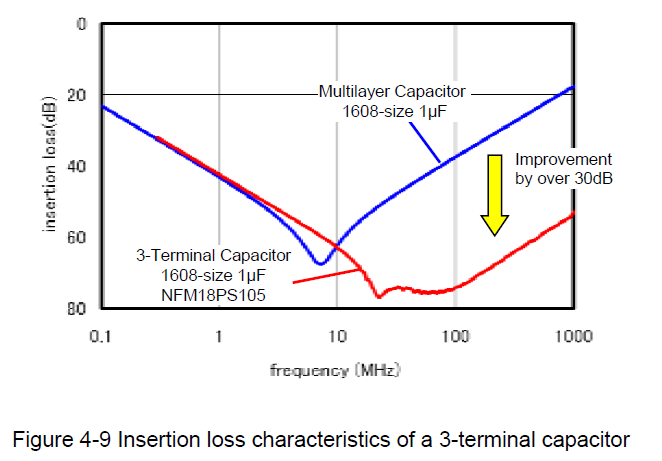 0
20
40
60
80
insertion loss(dB)
Multilayer Capacitor
1608-size 1μF
Improvement
by over 30dB
3-Terminal Capacitor
1608-size 1μF
NFM18PS105
0.1 1 10 100 1000
frequency (MHz)
Figure 4-9 Insertion loss characteristics of a 3-terminal capacitor